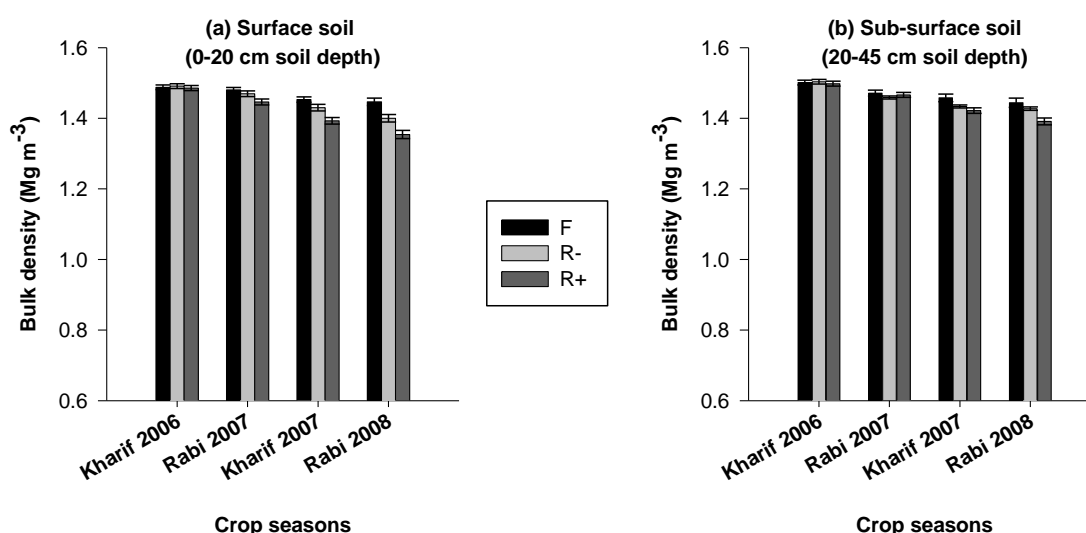 (a) Surface soil
(0-20 cm soil depth)
Bulk density (Mg m-3)
1.6
1.4
1.2
1.0
0.8
0.6
Kharif 2006
Rabi 2007
Kharif 2007
Rabi 2008
Crop seasons
F
R-
R+
(b) Sub-surface soil
(20-45 cm soil depth)
Bulk density (Mg m-3)
1.6
1.4
1.2
1.0
0.8
0.6
Kharif 2006
Rabi 2007
Kharif 2007
Rabi 2008
Crop seasons